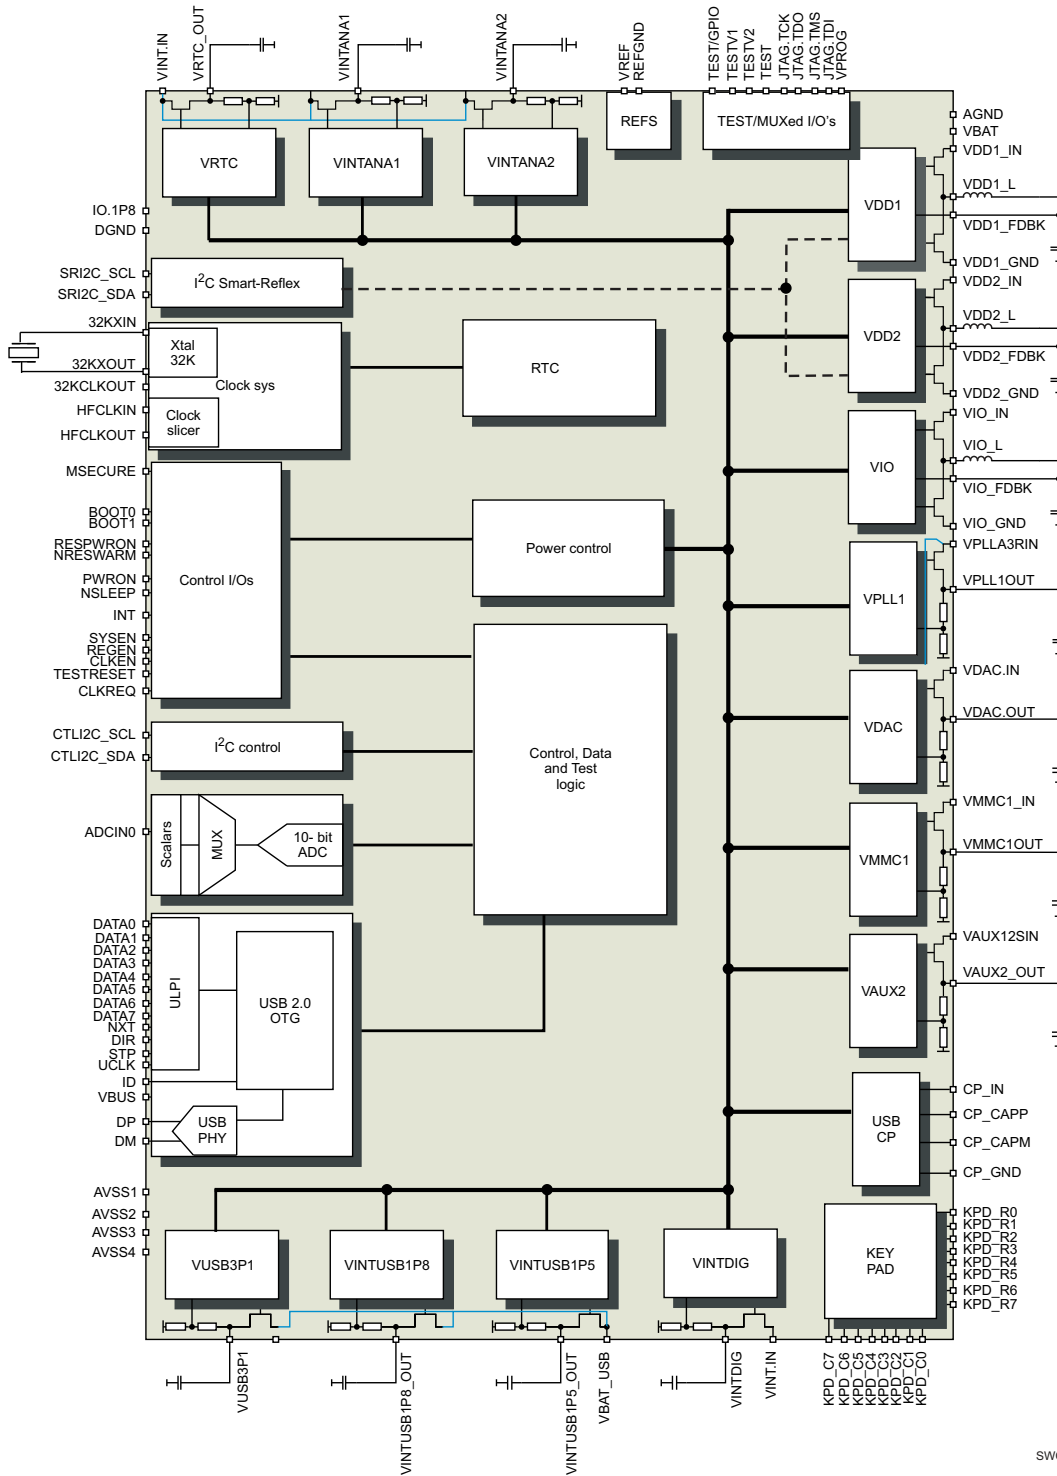 VINT.IN
VRTC_OUT
VINTANA1
VINTANA2
VREF
REFGND
TEST/GPIO
TESTV1
TESTV2
TEST
JTAG.TCK
JTAG.TDO
JTAG.TMS
JTAG.TDI
VPROG
VRTC
VINTANA1
VINTANA2
REFS
TEST/MUXed I/O's
AGND
VBAT
VDD1_IN
VDD1_L
VDD1_FDBK
VDD1_GND
VDD1
VDD2_IN
VDD2_L
VDD2_FDBK
VDD2_GND
VDD2
VIO_IN
VIO_L
VIO_FDBK
VIO_GND
VIO
VPLLA3RIN
VPLL1OUT
VPLL1
VDAC.IN
VDAC.OUT
VDAC
VMMC1_IN
VMMC1OUT
VMMC1
VAUX12SIN
VAUX2_OUT
VAUX2
CP_IN
CP_CAPP
CP_CAPM
CP_GND
USB
CP
KPD_R0
KPD_R1
KPD_R2
KPD_R3
KPD_R4
KPD_R5
KPD_R6
KPD_R7
KEY
PAD
IO.1P8
DGND
SRI2C_SCL
SRI2C_SDA
I2C Smart-Reflex
32KXIN
32KXOUT
32KCLKOUT
HFCLKIN
HFCLKOUT
Xtal
32K
Clock sys
Clock
slicer
RTC
MSECURE
BOOT0
BOOT1
RESPWRON
NRESWARM
PWRON
NSLEEP
INT
SYSEN
REGEN
CLKEN
TESTRESET
CLKREQ
Control I/Os
Power control
CTLI2C_SCL
CTLI2C_SDA
I2C control
Control, Data
and Test
logic
ADCIN0
Scalars
MUX
10- bit
ADC
DATA0
DATA1
DATA2
DATA3
DATA4
DATA5
DATA6
DATA7
NXT
DIR
STP
UCLK
ID
VBUS
DP
DM
ULPI
USB 2.0
OTG
USB
PHY
AVSS1
AVSS2
AVSS3
AVSS4
VUSB3P1
VINTUSB1P8
VINTUSB1P5
VINTDIG
VUSB3P1
VINTUSB1P8_OUT
VINTUSB1P5_OUT
VBAT_USB
VINTDIG
VINT.IN
KPD_C7
KPD_C6
KPD_C5
KPD_C4
KPD_C3
KPD_C2
KPD_C1
KPD_C0